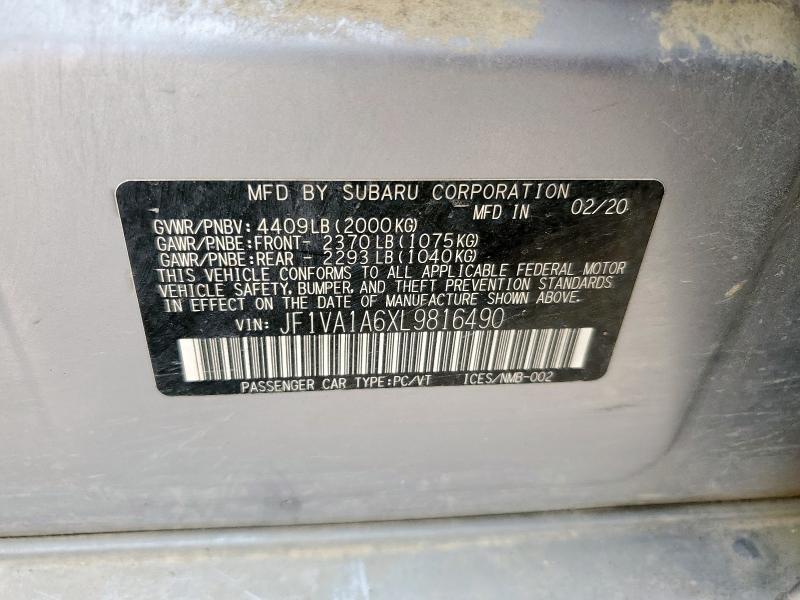 MFD BY SUBARU CORPORATION
MFD IN 02/20
GVWR/PNBV: 4409LB(2000KG)
GAWR/PNBE:FRONT- 2370LB(1075KG)
GAWR/PNBE:REAR - 2293LB(1040KG)
THIS VEHICLE CONFORMS TO ALL APPLICABLE FEDERAL MOTOR
VEHICLE SAFETY, BUMPER, AND THEFT PREVENTION STANDARDS
IN EFFECT ON THE DATE OF MANUFACTURE SHOWN ABOVE.
VIN: JF1VA1A6XL9816490
PASSENGER CAR TYPE:PC/VT ICES/NMB-002